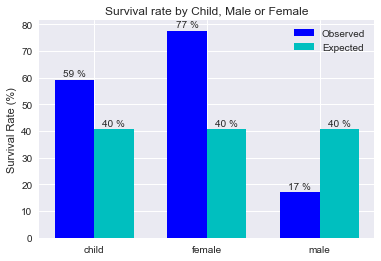 Survival rate by Child, Male or Female
Survival Rate (%)
80
70
60
50
40
30
20
10
0
59 %
40 %
77 %
40 %
17 %
40 %
Observed
Expected
child
female
male